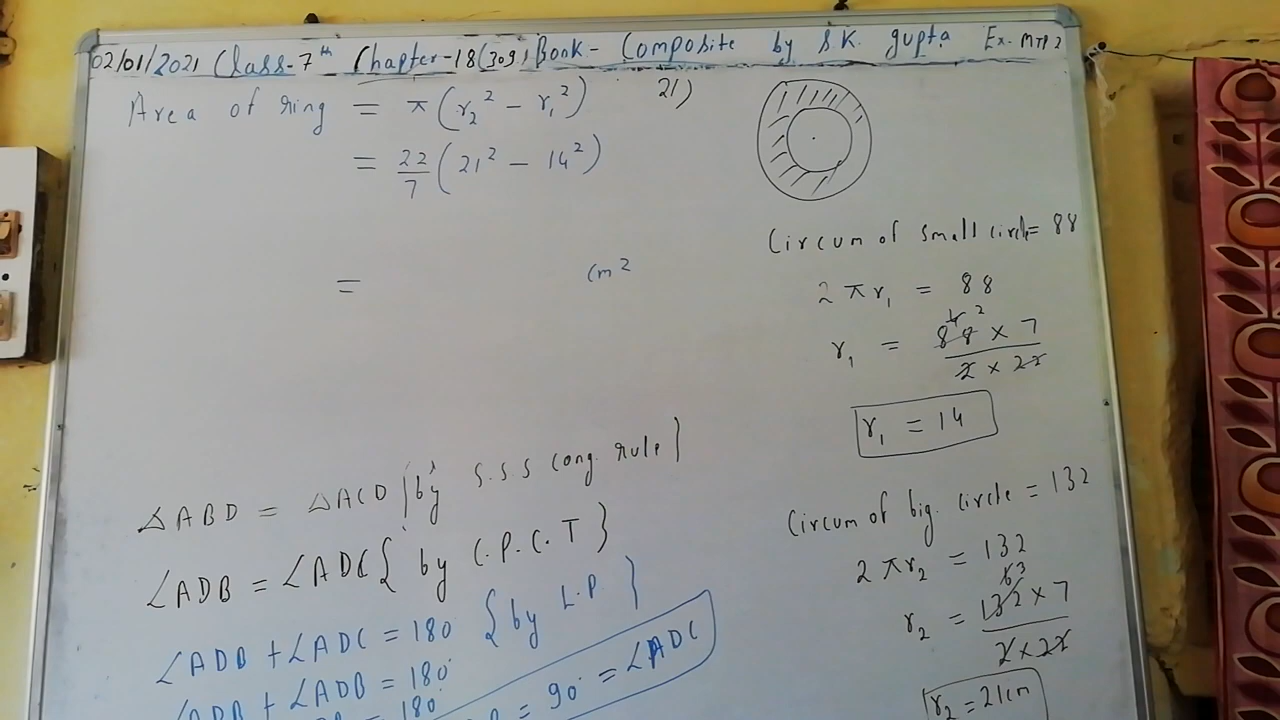 02/01/2021 Class-7th Chapter-18(309) Book- Composite by S.K. gupta Ex-MTP2
Area of ring = π(r₂² − r₁²)
= 22/7 (21² − 14²)
= cm²
21)
Circum of small circle = 88
2πr₁ = 88
r₁ = 88 × 7 / 2 × 22
r₁ = 14
Circum of big. circle = 132
2πr₂ = 132
r₂ = 132 × 7 / 2 × 22
r₂ = 21cm
△ABD = △ACD {by S.S.S cong. rule}
∠ADB = ∠ADC {by C.P.C.T}
∠ADB + ∠ADC = 180 {by L.P.}
∠ADB + ∠ADB = 180°
= 180°
= 90° = ∠ADC